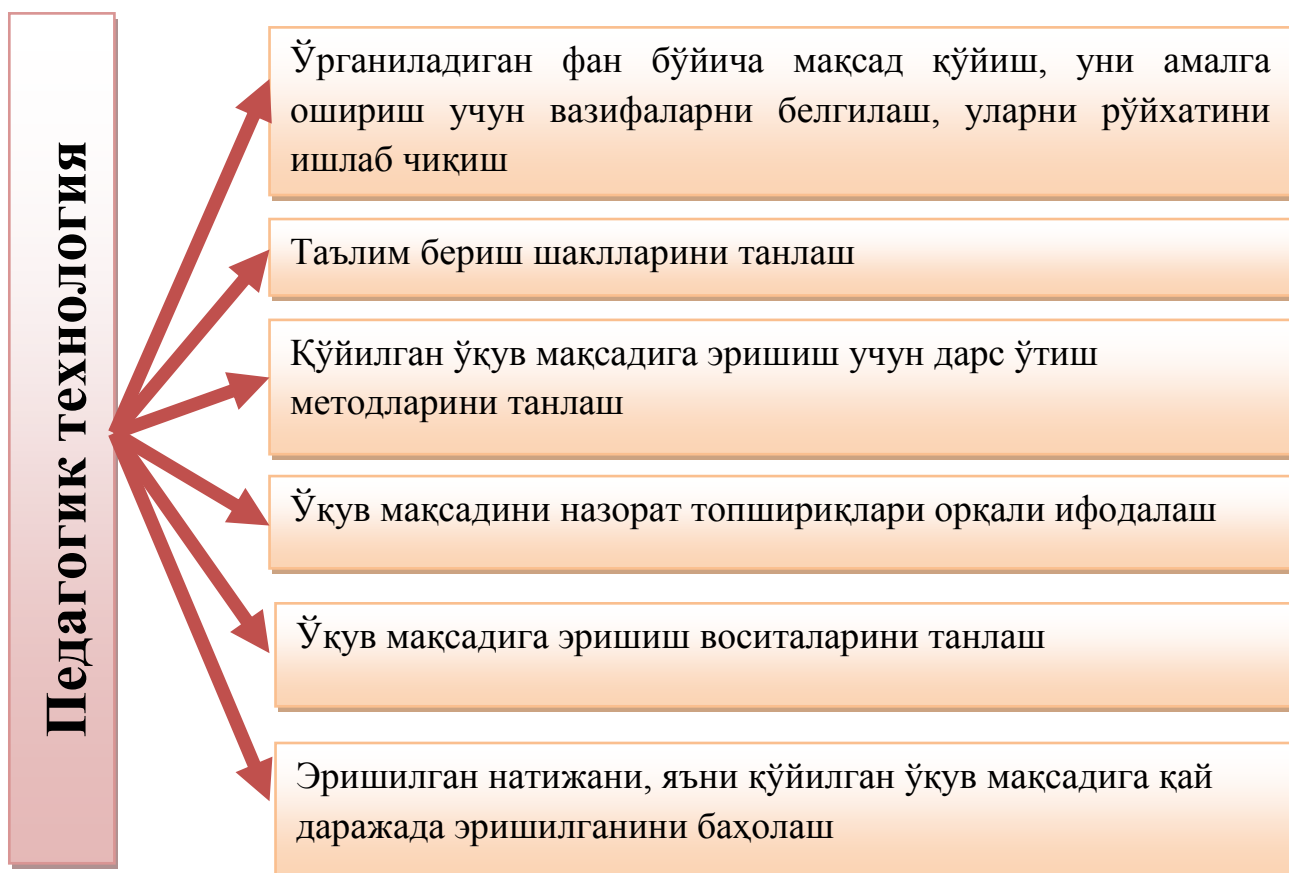 Педагогик технология
Ўрганиладиган фан бўйича мақсад қўйиш, уни амалга
ошириш учун вазифаларни белгилаш, уларни рўйхатини
ишлаб чиқиш
Таълим бериш шаклларини танлаш
Қўйилган ўқув мақсадига эришиш учун дарс ўтиш
методларини танлаш
Ўқув мақсадини назорат топшириқлари орқали ифодалаш
Ўқув мақсадига эришиш воситаларини танлаш
Эришилган натижани, яъни қўйилган ўқув мақсадига қай
даражада эришилганини баҳолаш